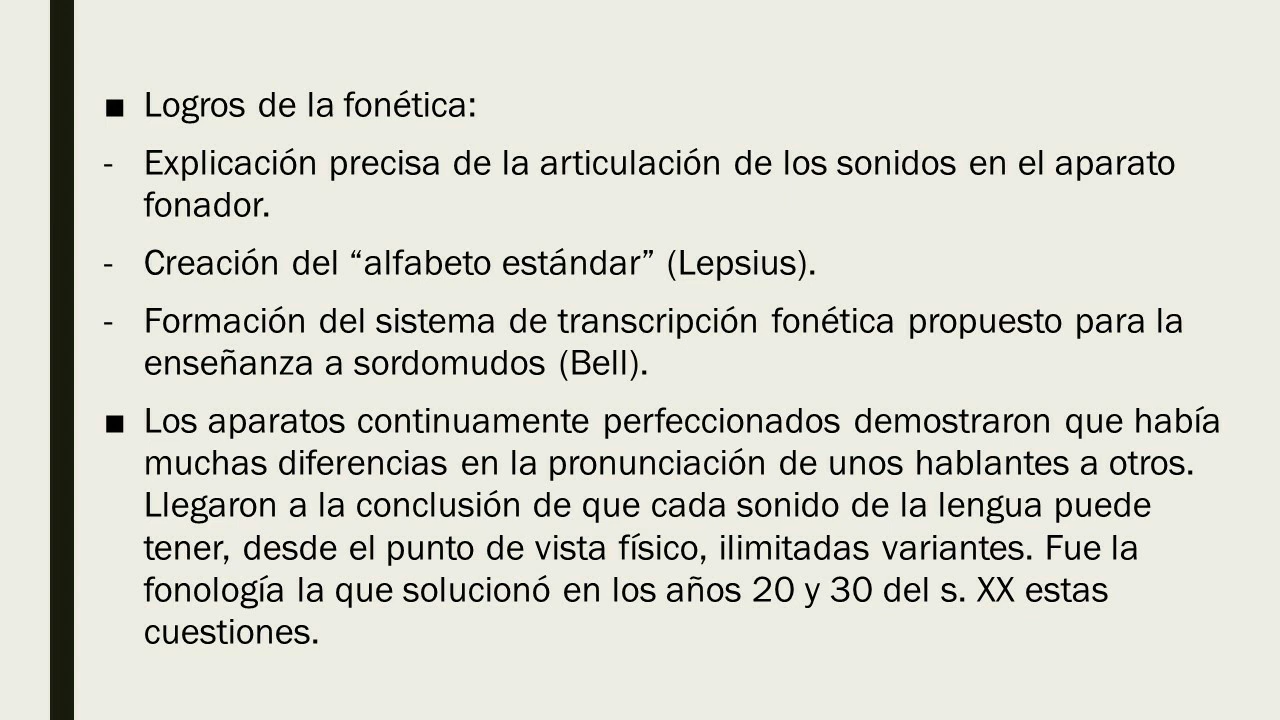 ■ Logros de la fonética:
- Explicación precisa de la articulación de los sonidos en el aparato
fonador.
- Creación del “alfabeto estándar” (Lepsius).
- Formación del sistema de transcripción fonética propuesto para la
enseñanza a sordomudos (Bell).
■ Los aparatos continuamente perfeccionados demostraron que había
muchas diferencias en la pronunciación de unos hablantes a otros.
Llegaron a la conclusión de que cada sonido de la lengua puede
tener, desde el punto de vista físico, ilimitadas variantes. Fue la
fonología la que solucionó en los años 20 y 30 del s. XX estas
cuestiones.